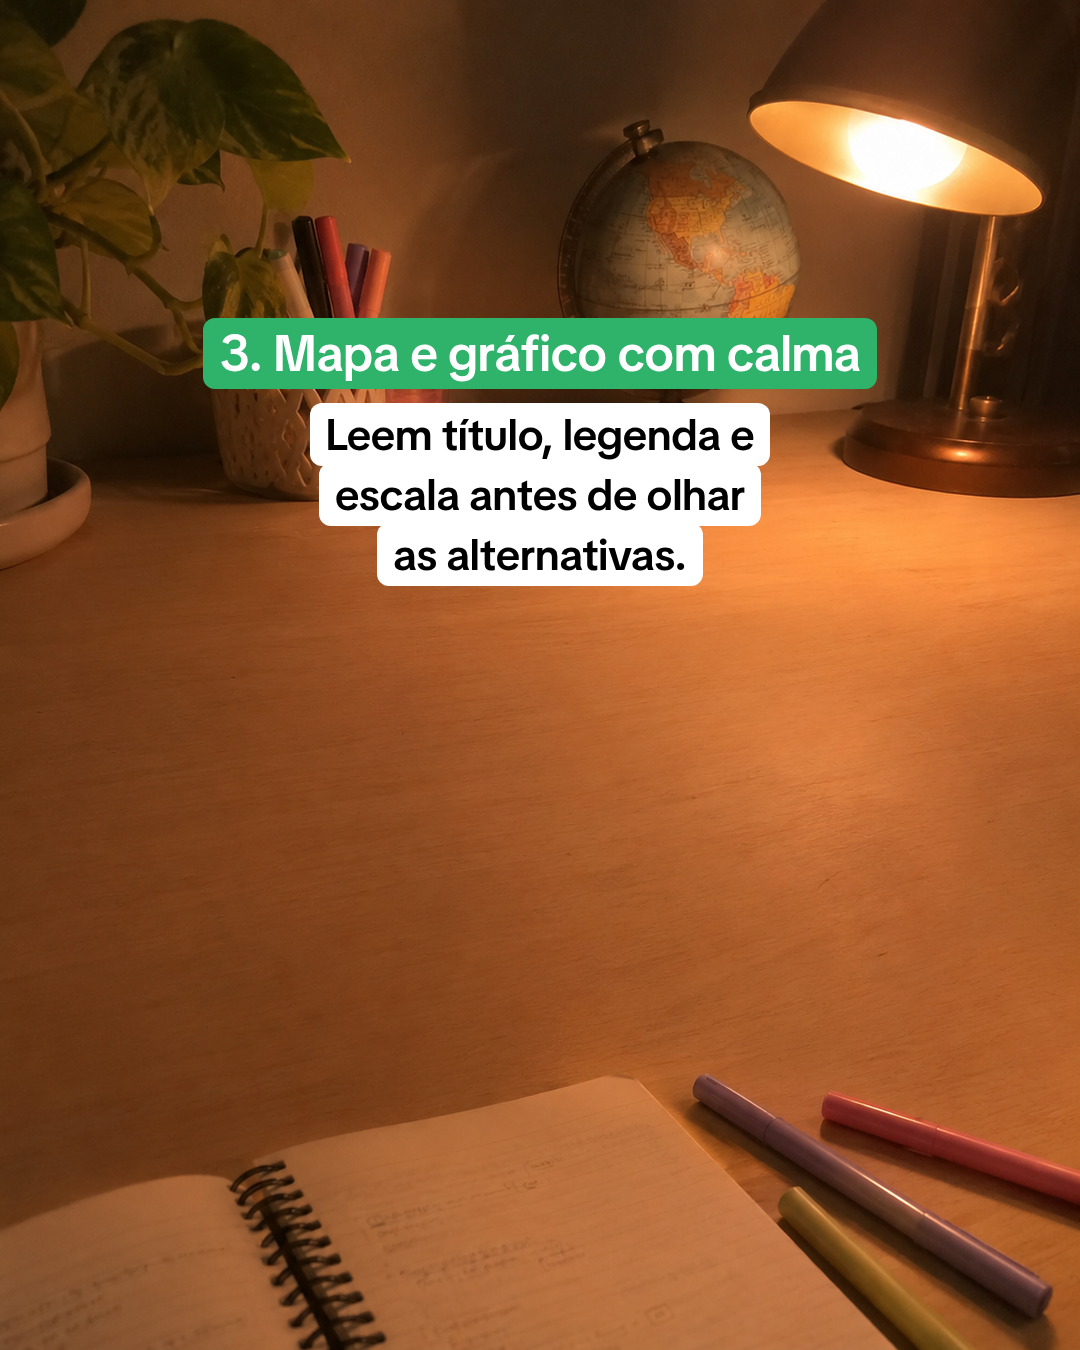 3. Mapa e gráfico com calma
Leem título, legenda e
escala antes de olhar
as alternativas.